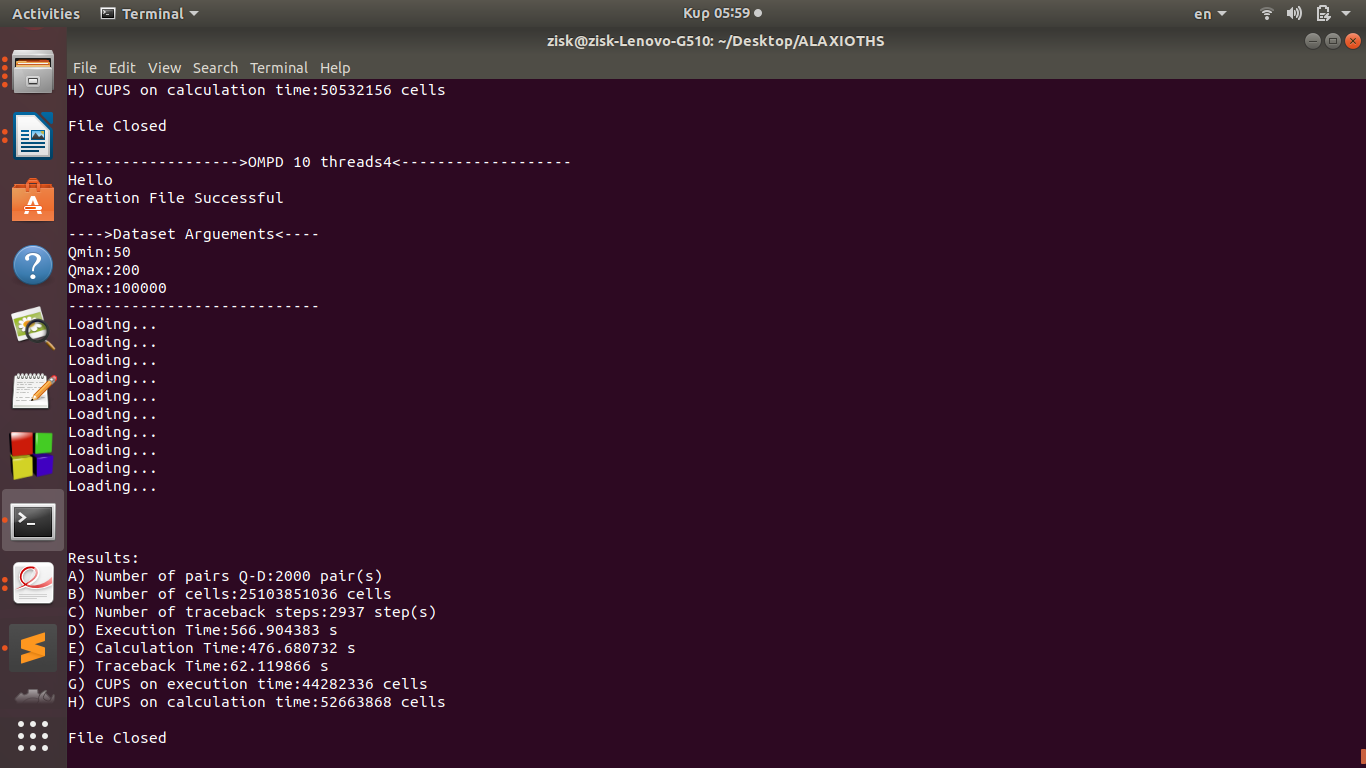 Activities Terminal Κυρ 05:59 en
zisk@zisk-Lenovo-G510: ~/Desktop/ALAXIOTHS
File Edit View Search Terminal Help
H) CUPS on calculation time:50532156 cells
File Closed
------------------->OMPD 10 threads4<-------------------
Hello
Creation File Successful
---->Dataset Arguements<----
Qmin:50
Qmax:200
Dmax:100000
----------------------------
Loading...
Loading...
Loading...
Loading...
Loading...
Loading...
Loading...
Loading...
Loading...
Loading...
Results:
A) Number of pairs Q-D:2000 pair(s)
B) Number of cells:25103851036 cells
C) Number of traceback steps:2937 step(s)
D) Execution Time:566.904383 s
E) Calculation Time:476.680732 s
F) Traceback Time:62.119866 s
G) CUPS on execution time:44282336 cells
H) CUPS on calculation time:52663868 cells
File Closed